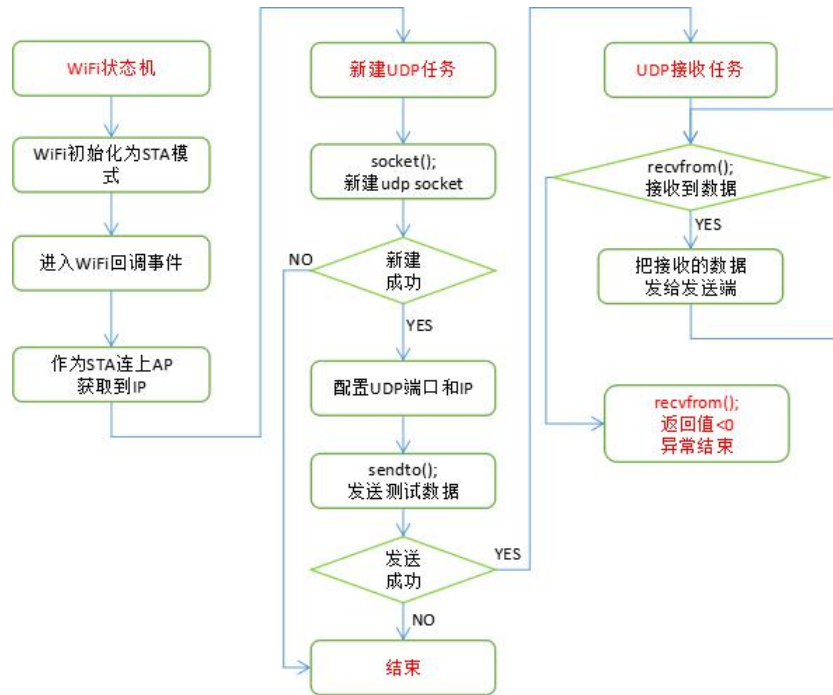 WiFi状态机
WiFi初始化为STA模
式
进入WiFi回调事件
作为STA连上AP
获取到IP
新建UDP任务
socket();
新建udp socket
新建
成功
NO
YES
配置UDP端口和IP
sendto();
发送测试数据
发送
成功
YES
NO
结束
UDP接收任务
recvfrom();
接收到数据
YES
把接收的数据
发给发送端
recvfrom();
返回值<0
异常结束